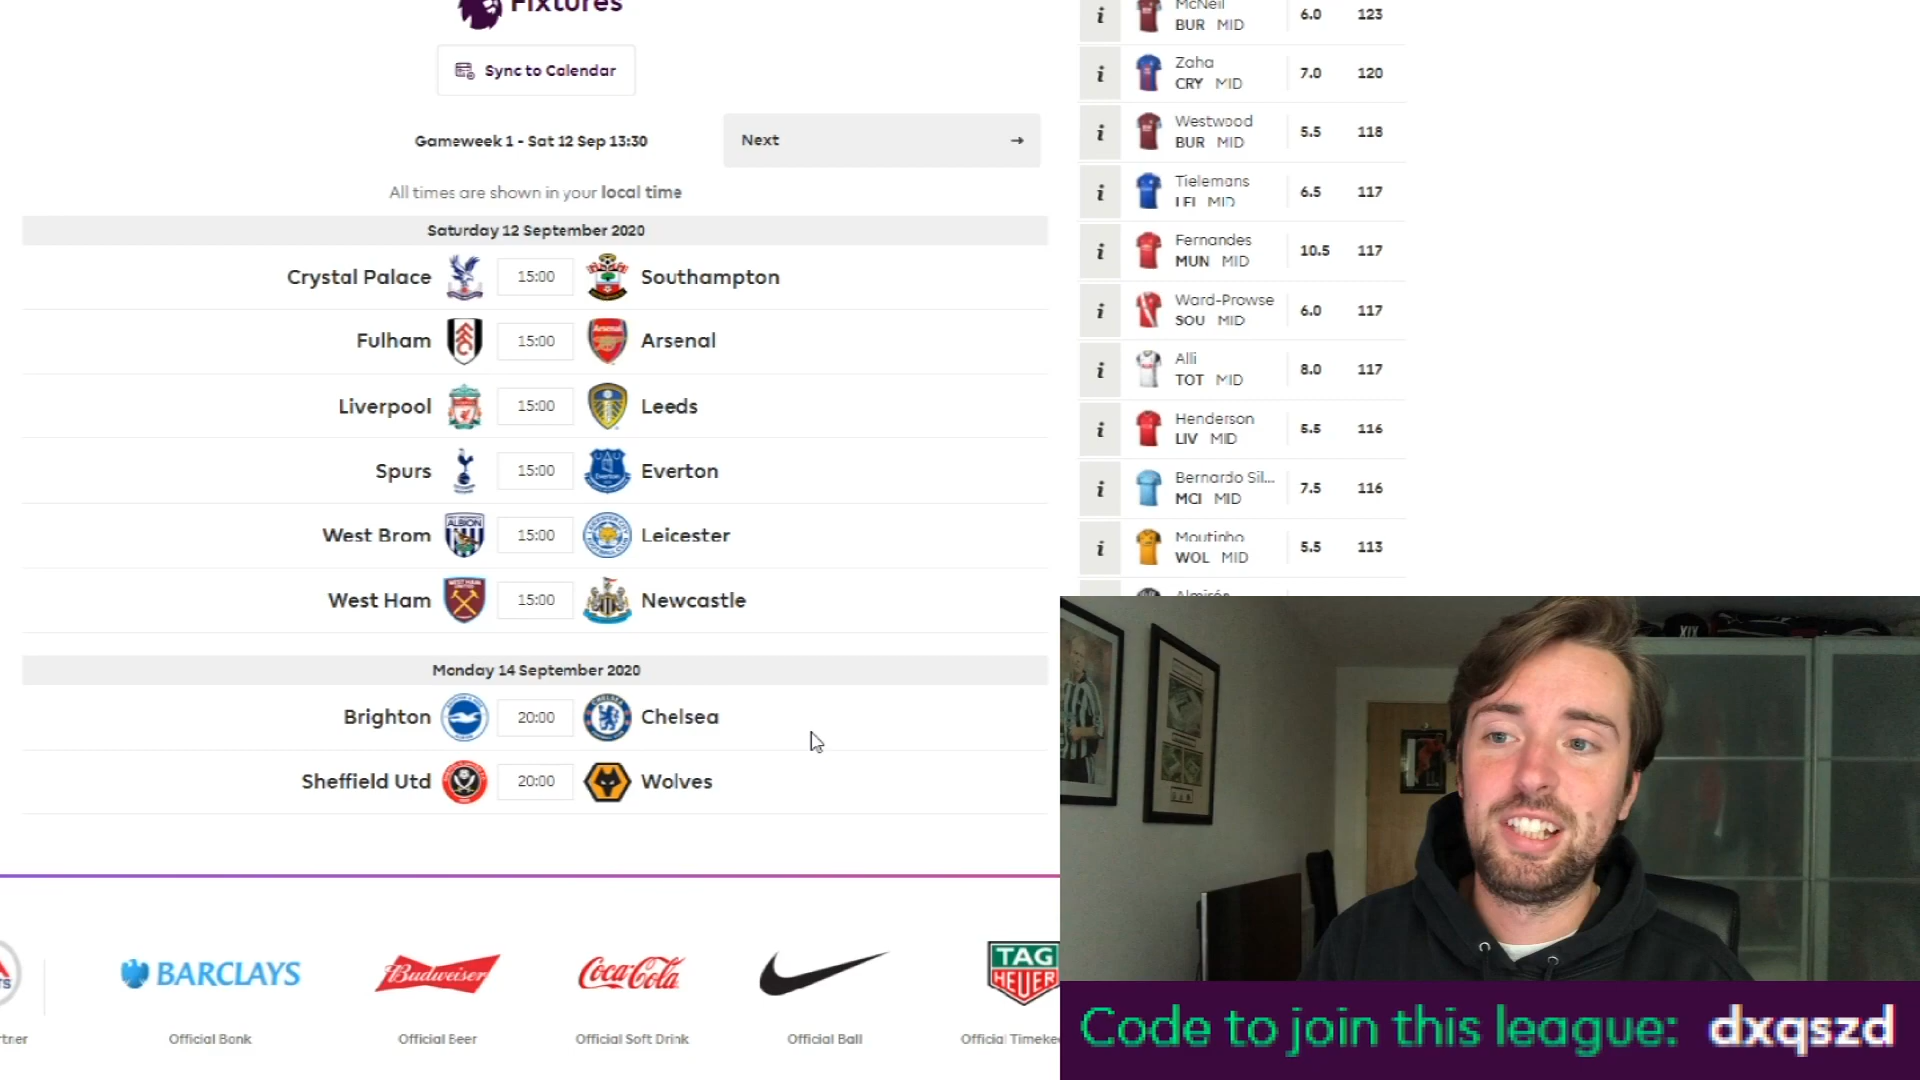 Fixtures
Sync to Calendar
Gameweek 1 - Sat 12 Sep 13:30
Next →
All times are shown in your local time
Saturday 12 September 2020
Crystal Palace 15:00 Southampton
Fulham 15:00 Arsenal
Liverpool 15:00 Leeds
Spurs 15:00 Everton
West Brom 15:00 Leicester
West Ham 15:00 Newcastle
Monday 14 September 2020
Brighton 20:00 Chelsea
Sheffield Utd 20:00 Wolves
BARCLAYS
Budweiser
Coca-Cola
TAG
HEUER
Official Bank
Official Beer
Official Soft Drink
Official Ball
Official
McNeil
BUR MID 6.0 123
Zaha
CRY MID 7.0 120
Westwood
BUR MID 5.5 118
Tielemans
LEI MID 6.5 117
Fernandes
MUN MID 10.5 117
Ward-Prowse
SOU MID 6.0 117
Alli
TOT MID 8.0 117
Henderson
LIV MID 5.5 116
Bernardo Sil...
MCI MID 7.5 116
Moutinho
WOL MID 5.5 113
Almirón
XIX
Code to join this league: dxqszd